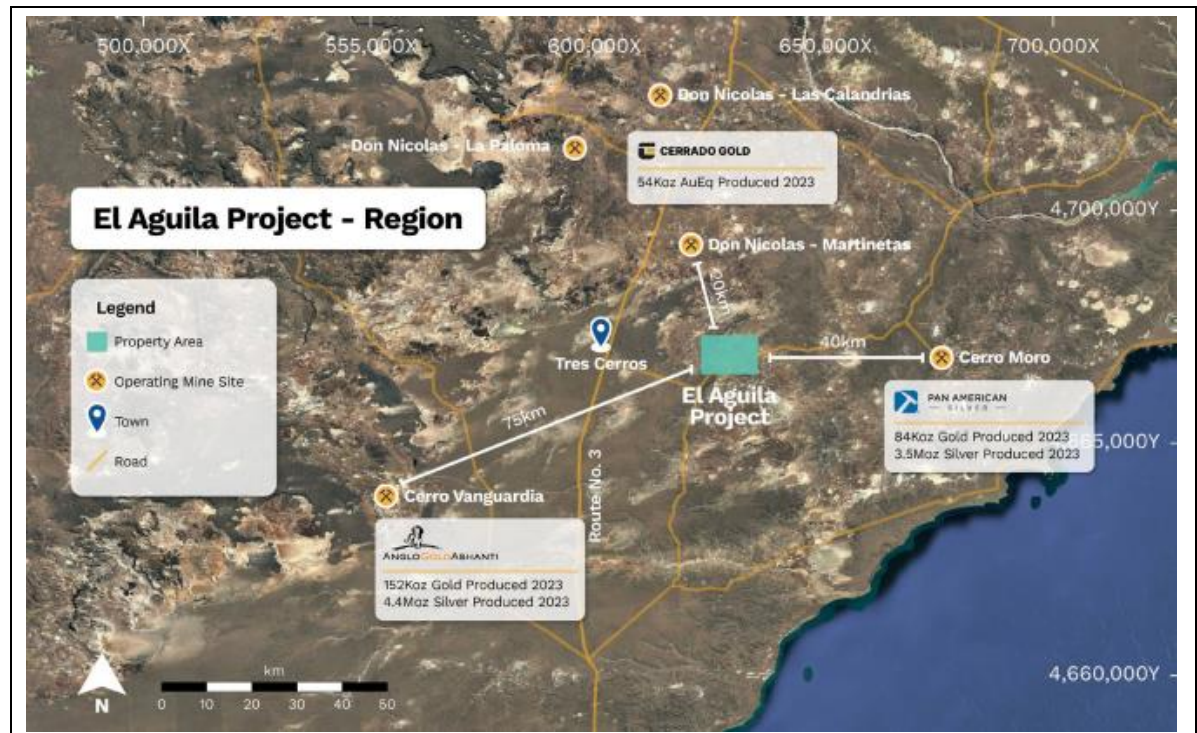 500,000X
555,000X
600,000X
650,000X
700,000X
Don Nicolas - Las Calandrias
Don Nicolas - La Paloma
CERRADO GOLD
54Koz AuEq Produced 2023
El Aguila Project - Region
4,700,000Y
Don Nicolas - Martinetas
20km
Legend
Property Area
Operating Mine Site
Town
Road
Tres Cerros
40km
Cerro Moro
El Aguila
Project
75km
PAN AMERICAN
SILVER
84Koz Gold Produced 2023
3.5Moz Silver Produced 2023
85,000Y
Cerro Vanguardia
Route No. 3
ANGLOGOLDASHANTI
152Koz Gold Produced 2023
4.4Moz Silver Produced 2023
km
0 10 20 30 40 50
N
4,660,000Y